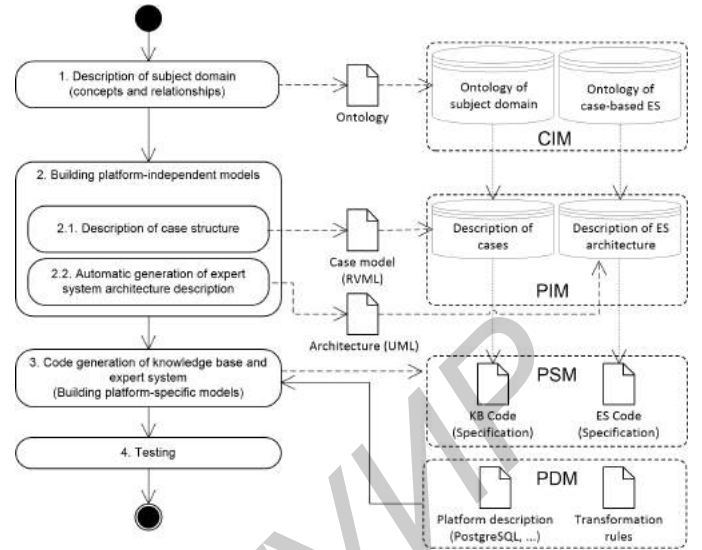 1. Description of subject domain
(concepts and relationships)
Ontology
Ontology of
subject domain
Ontology of
case-based ES
CIM
2. Building platform-independent models
2.1. Description of case structure
Case model
(RVML)
Description of
cases
Description of ES
architecture
2.2. Automatic generation of expert
system architecture description
Architecture (UML)
PIM
3. Code generation of knowledge base and
expert system
(Building platform-specific models)
PSM
KB Code
(Specification)
ES Code
(Specification)
4. Testing
PDM
Platform description
(PostgreSQL, ...)
Transformation
rules
УИР